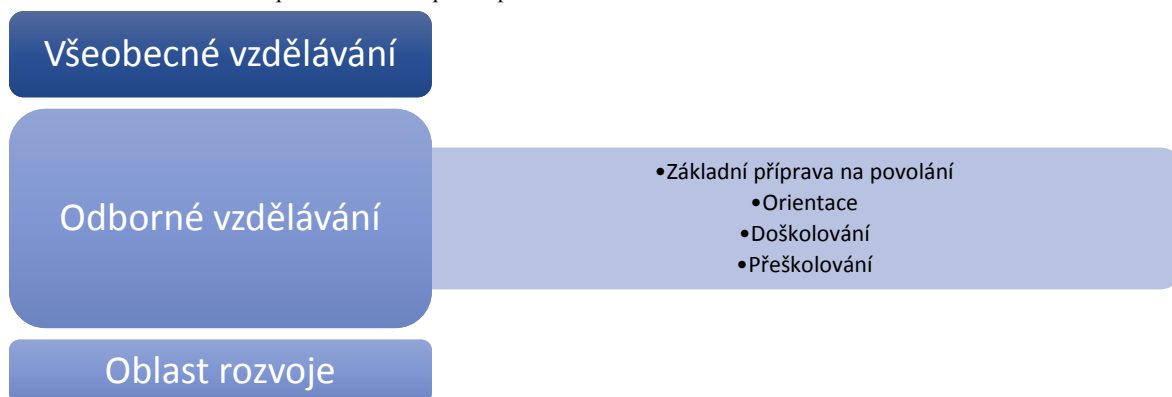 Všeobecné vzdělávání
Odborné vzdělávání
•Základní příprava na povolání
•Orientace
•Doškolování
•Přeškolování
Oblast rozvoje